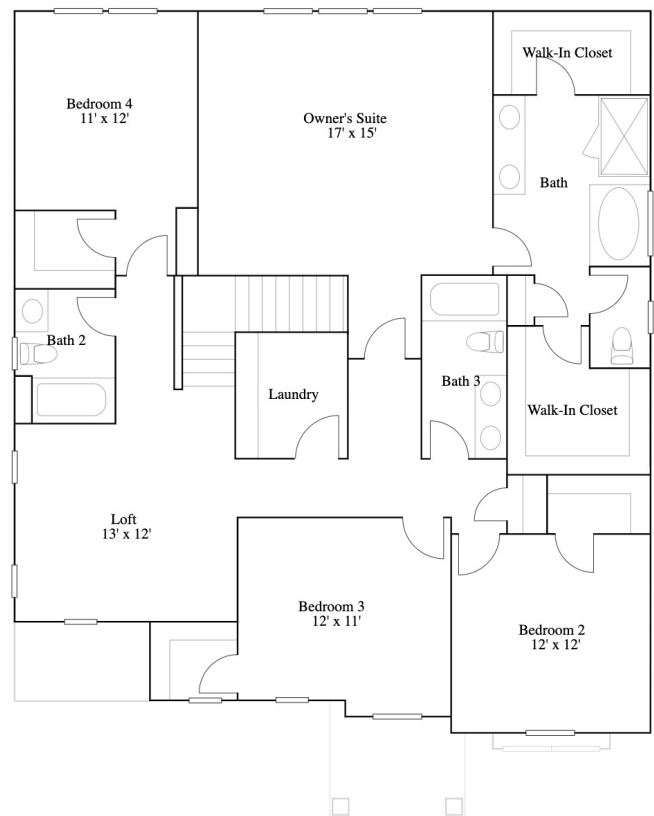 Walk-In Closet
Bedroom 4
11' x 12'
Owner's Suite
17' x 15'
Bath
Bath 2
Laundry
Bath 3
Walk-In Closet
Loft
13' x 12'
Bedroom 3
12' x 11'
Bedroom 2
12' x 12'